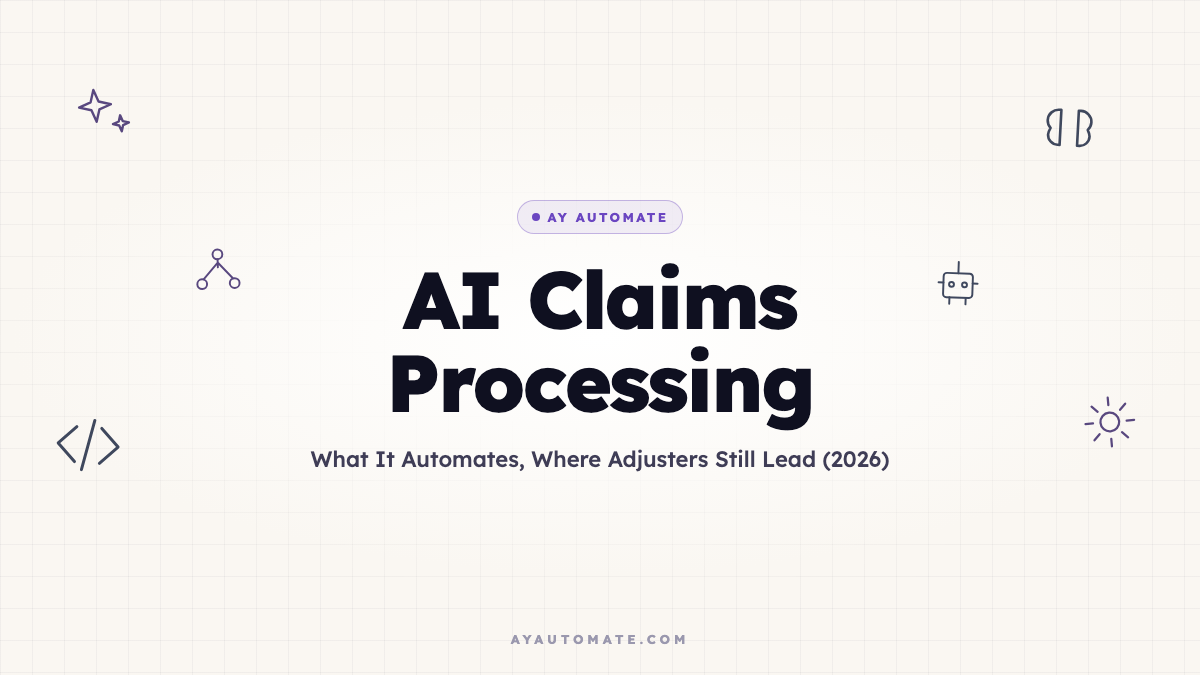 AY AUTOMATE
AI Claims
Processing
What It Automates, Where Adjusters Still Lead (2026)
AYAUTOMATE.COM